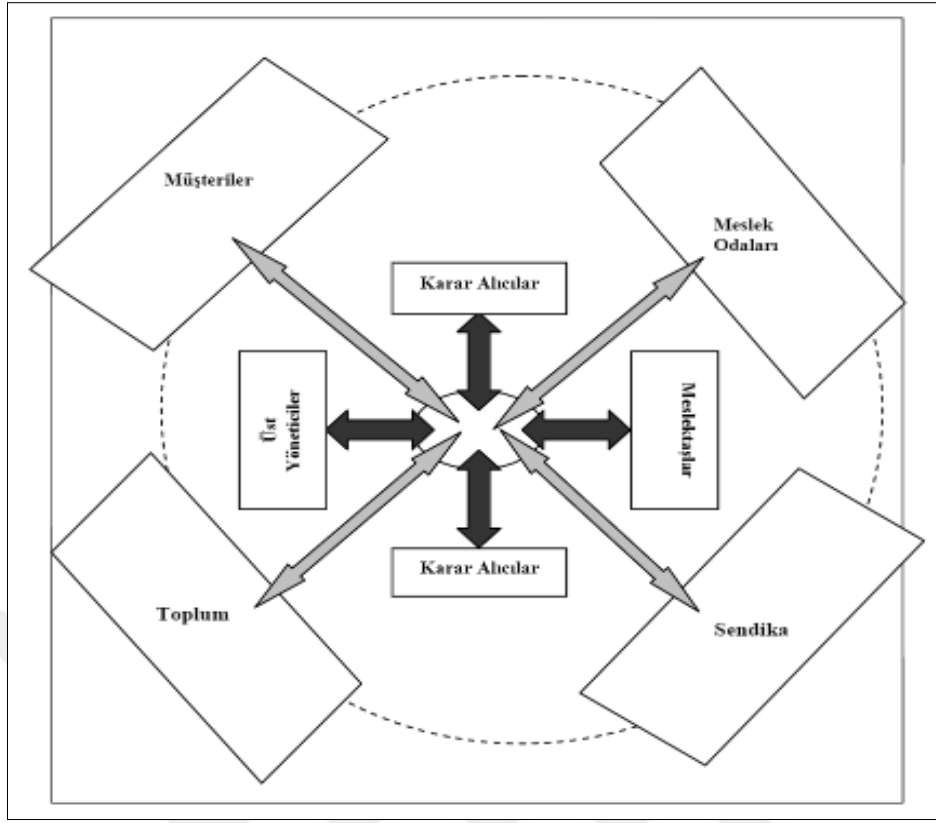 Müşteriler
Meslek
Odaları
Karar Alıcılar
Üst
Yöneticiler
Meslektaşlar
Karar Alıcılar
Toplum
Sendika